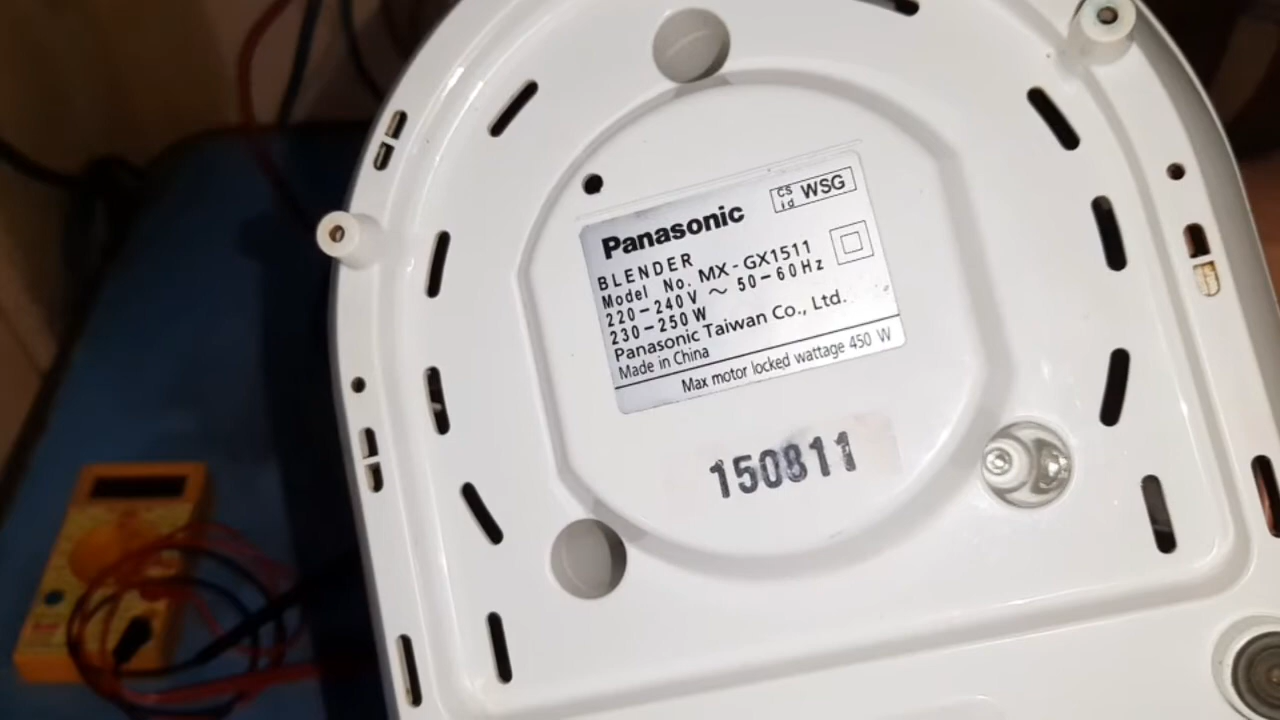 CS
id WSG
Panasonic
BLENDER
Model No. MX-GX1511
220-240V ~ 50-60Hz
230-250W
Panasonic Taiwan Co., Ltd.
Made in China
Max motor locked wattage 450 W
150811